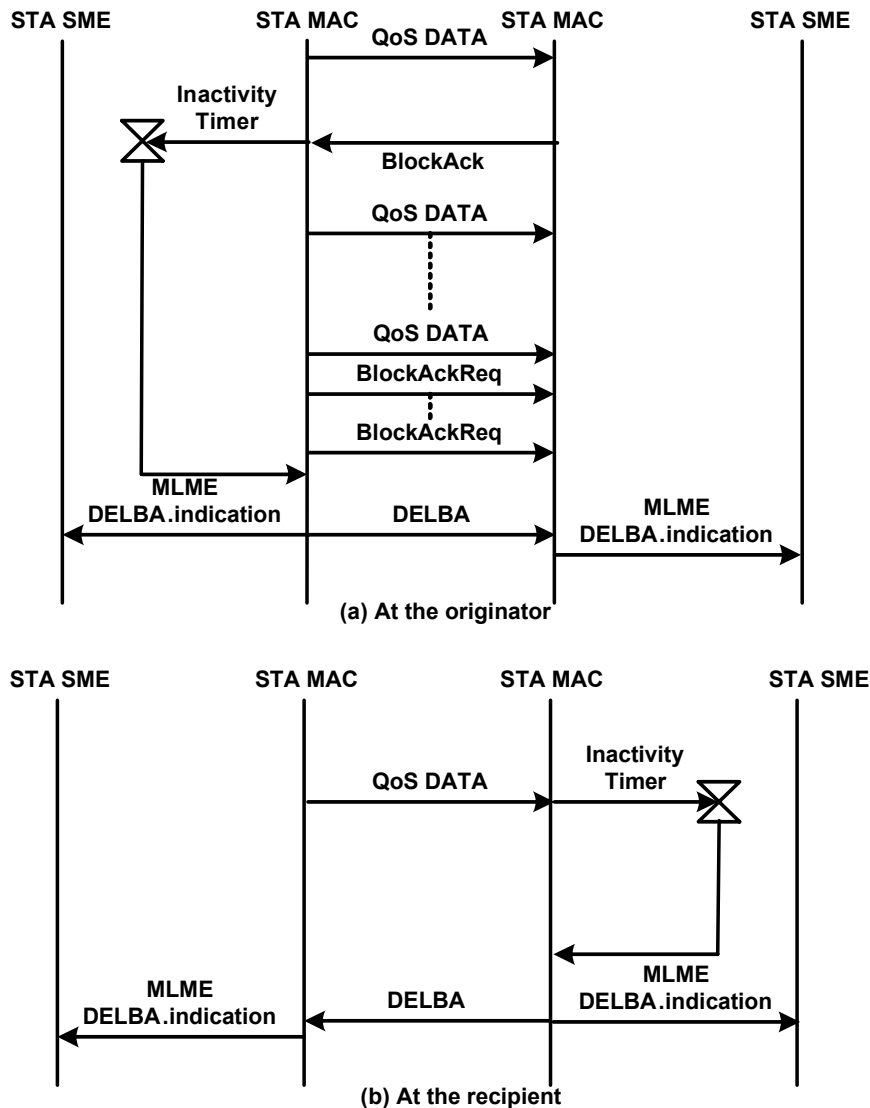 STA SME STA MAC STA MAC STA SME
QoS DATA
Inactivity
Timer
BlockAck
QoS DATA
QoS DATA
BlockAckReq
BlockAckReq
MLME
DELBA.indication
DELBA
MLME
DELBA.indication
(a) At the originator
STA SME STA MAC STA MAC STA SME
QoS DATA
Inactivity
Timer
MLME
DELBA.indication
DELBA
MLME
DELBA.indication
(b) At the recipient